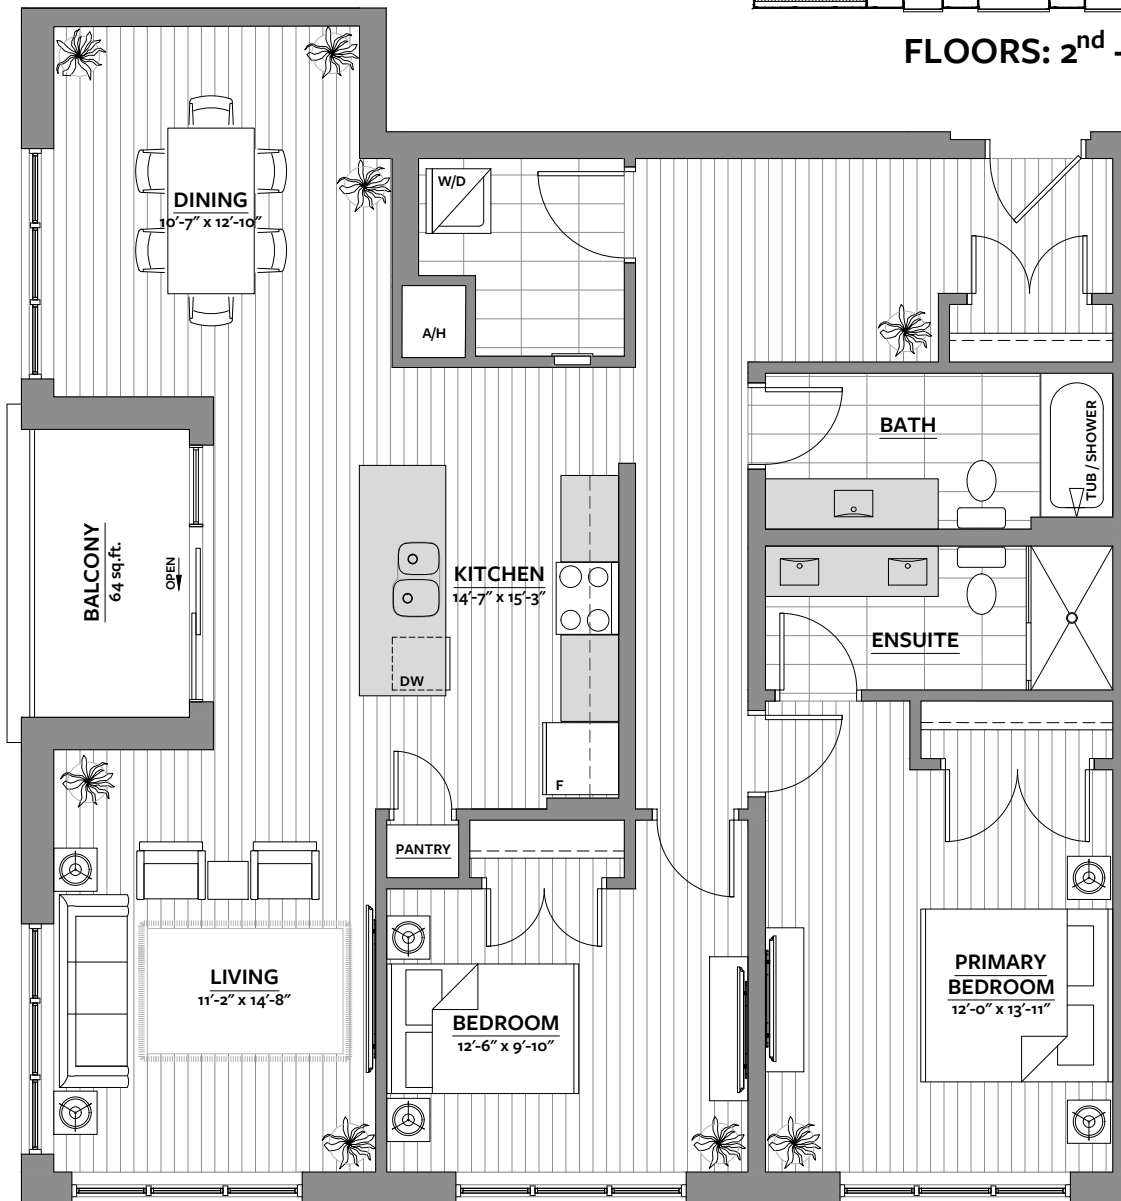 FLOORS: 2nd -
DINING
10'-7" x 12'-10"
W/D
A/H
BATH
TUB / SHOWER
BALCONY
64 sq.ft.
OPEN
KITCHEN
14'-7" x 15'-3"
DW
F
ENSUITE
PANTRY
LIVING
11'-2" x 14'-8"
BEDROOM
12'-6" x 9'-10"
PRIMARY
BEDROOM
12'-0" x 13'-11"